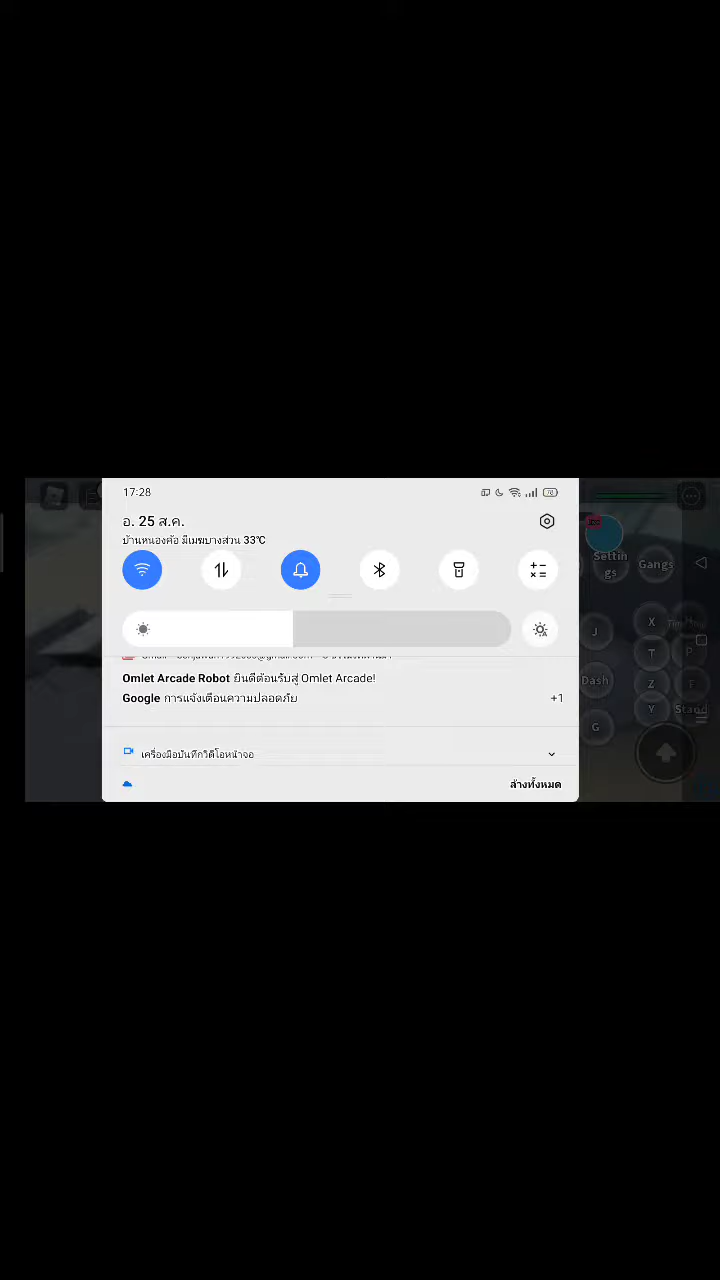 17:28
อ. 25 ส.ค.
บ้านหนองค้อ มีเมฆบางส่วน 33°C
Omlet Arcade Robot ยินดีต้อนรับสู่ Omlet Arcade!
Google การแจ้งเตือนความปลอดภัย
+1
เครื่องมือบันทึกวิดีโอหน้าจอ
ล้างทั้งหมด
Settin
gs
Gangs
J
X
T
P
Dash
Z
F
Y
Stand
G